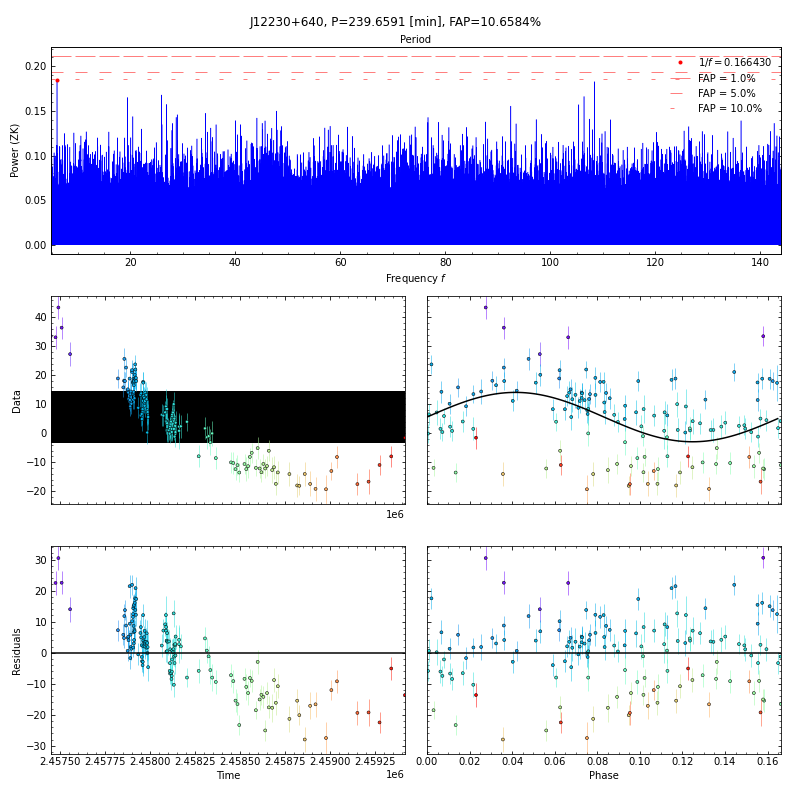 J12230+640, P=239.6591 [min], FAP=10.6584%
Period
Power (ZK)
0.20
0.15
0.10
0.05
0.00
1/f = 0.166430
FAP = 1.0%
FAP = 5.0%
FAP = 10.0%
20 40 60 80 100 120 140
Frequency f
Data
40
30
20
10
0
−10
−20
1e6
Residuals
30
20
10
0
−10
−20
−30
2.45750 2.45775 2.45800 2.45825 2.45850 2.45875 2.45900 2.45925
1e6
Time
0.00 0.02 0.04 0.06 0.08 0.10 0.12 0.14 0.16
Phase